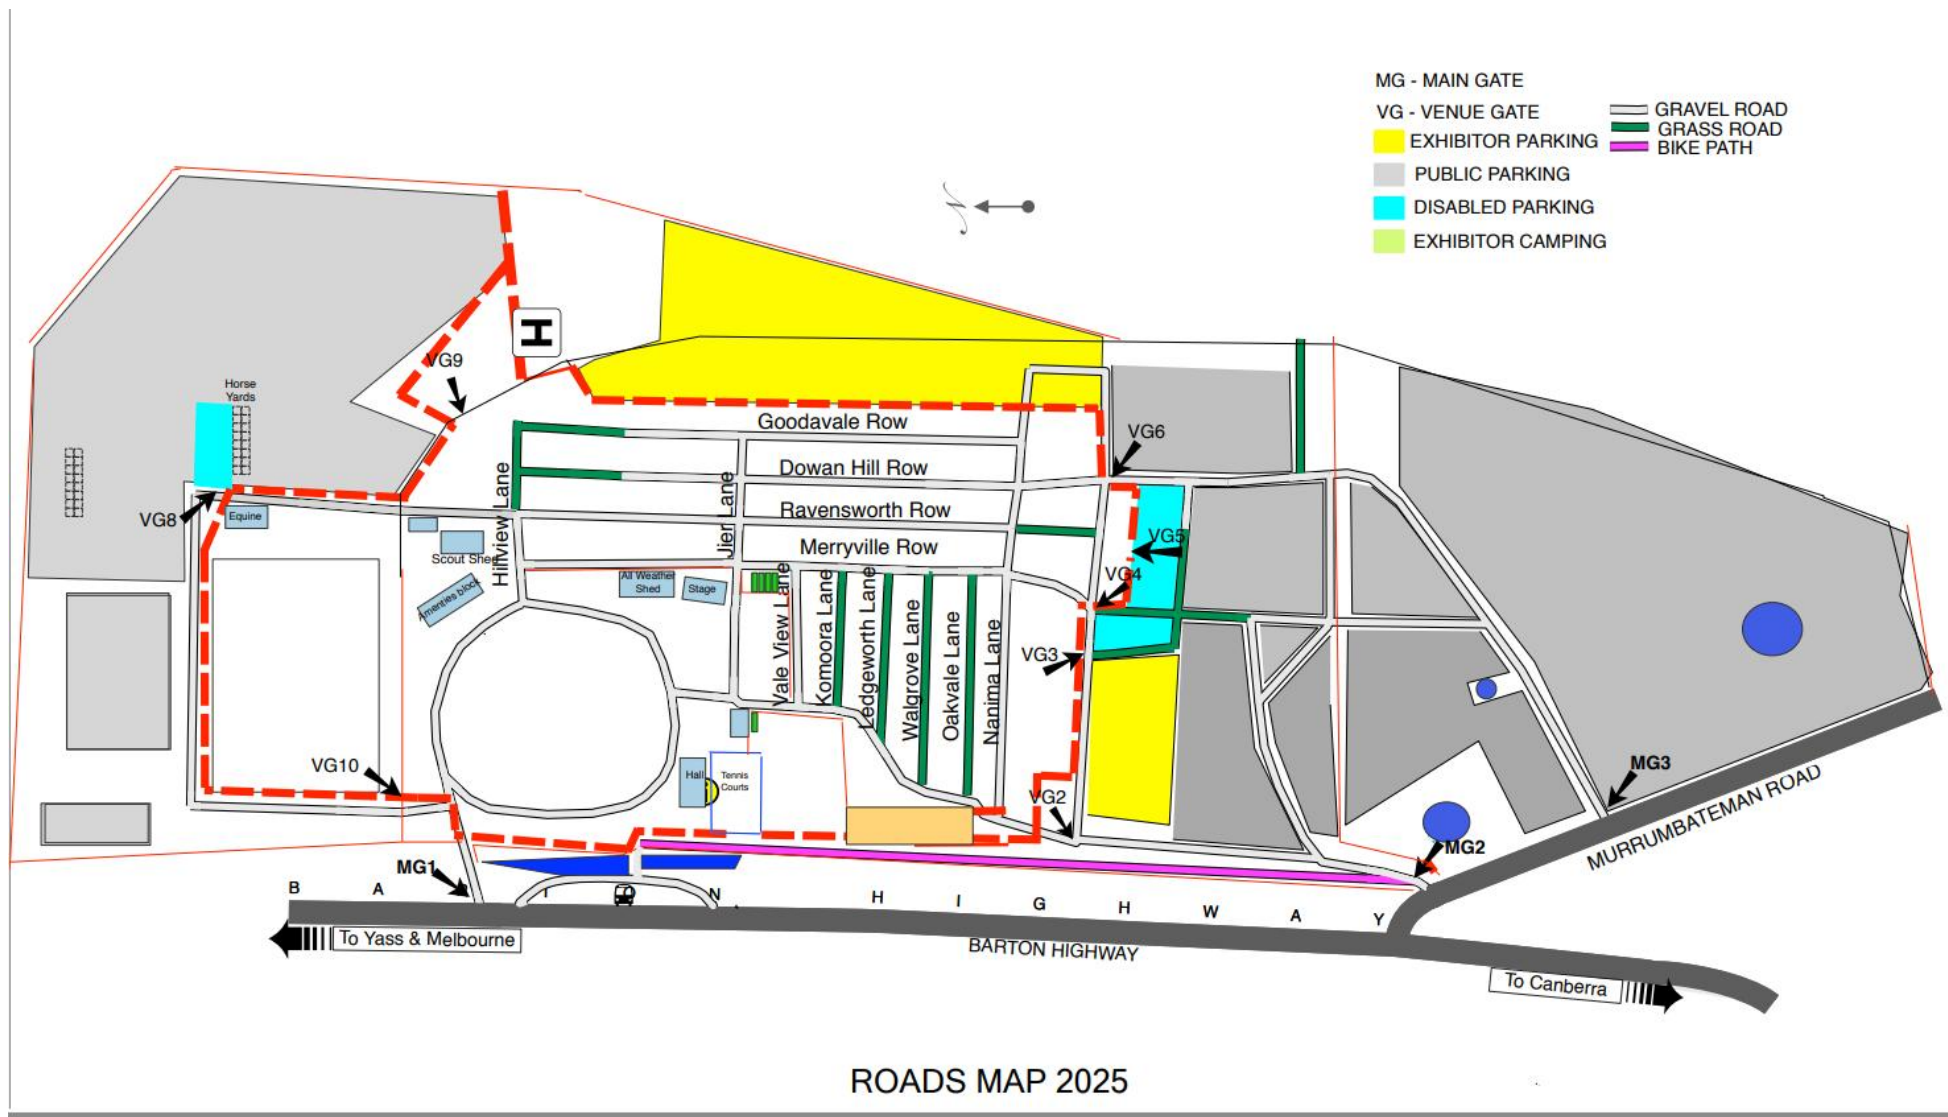 MG - MAIN GATE
VG - VENUE GATE
EXHIBITOR PARKING
PUBLIC PARKING
DISABLED PARKING
EXHIBITOR CAMPING
GRAVEL ROAD
GRASS ROAD
BIKE PATH
N
H
VG9
Horse
Yards
Goodavale Row
VG6
Dowan Hill Row
Hillview Lane
Jier Lane
VG8
Equine
Ravensworth Row
Merryville Row
VG5
Scout Shed
All Weather
Shed
Stage
VG4
Amenties block
Vale View Lane
Komoora Lane
Ledgeworth Lane
Walgrove Lane
Oakvale Lane
Nanima Lane
VG3
VG10
Hall
Tennis
Courts
VG2
MG3
MURRUMBATEMAN ROAD
MG2
MG1
B A T O N H I G H W A Y
To Yass & Melbourne
BARTON HIGHWAY
To Canberra
ROADS MAP 2025